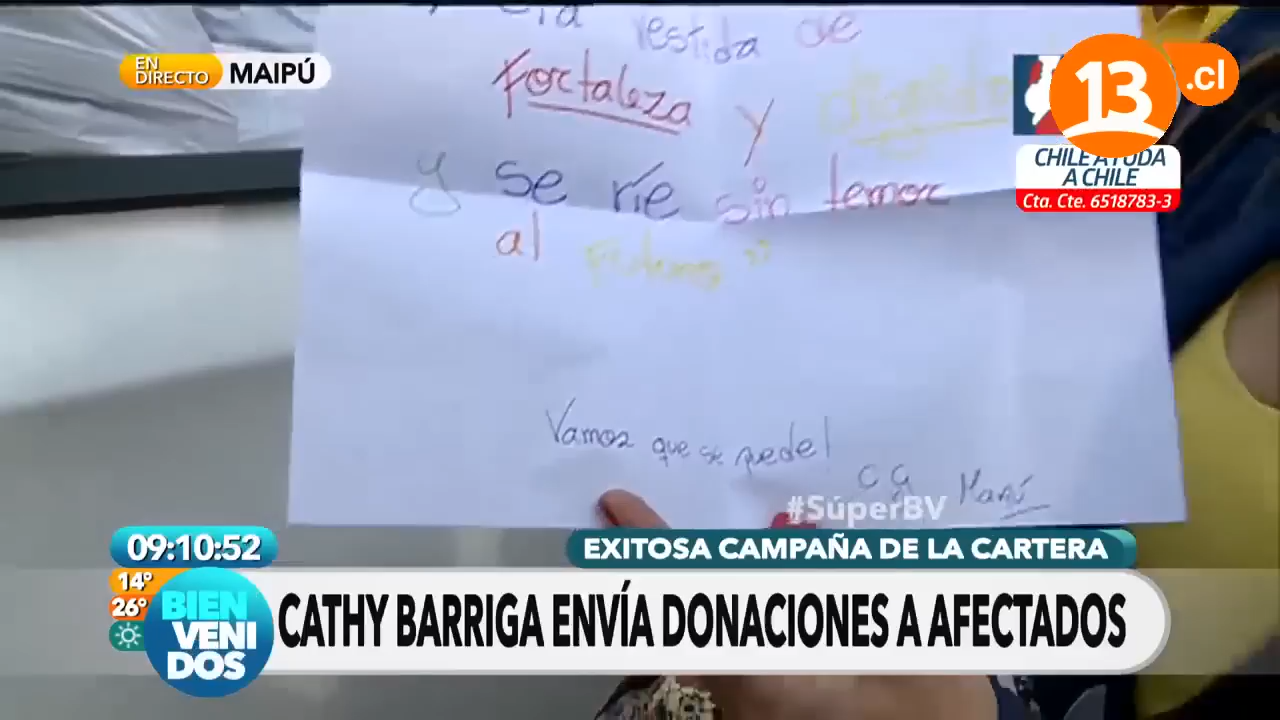 EN
DIRECTO
MAIPÚ
13
.cl
CHILE AYUDA
A CHILE
Cta. Cte. 6518783-3
vestida de
Fortaleza y
y se ríe sin temor
al Futuro"
Vamos que se puede!
#SúperBV
09:10:52
EXITOSA CAMPAÑA DE LA CARTERA
14°
26°
BIEN
VENI
DOS
CATHY BARRIGA ENVÍA DONACIONES A AFECTADOS